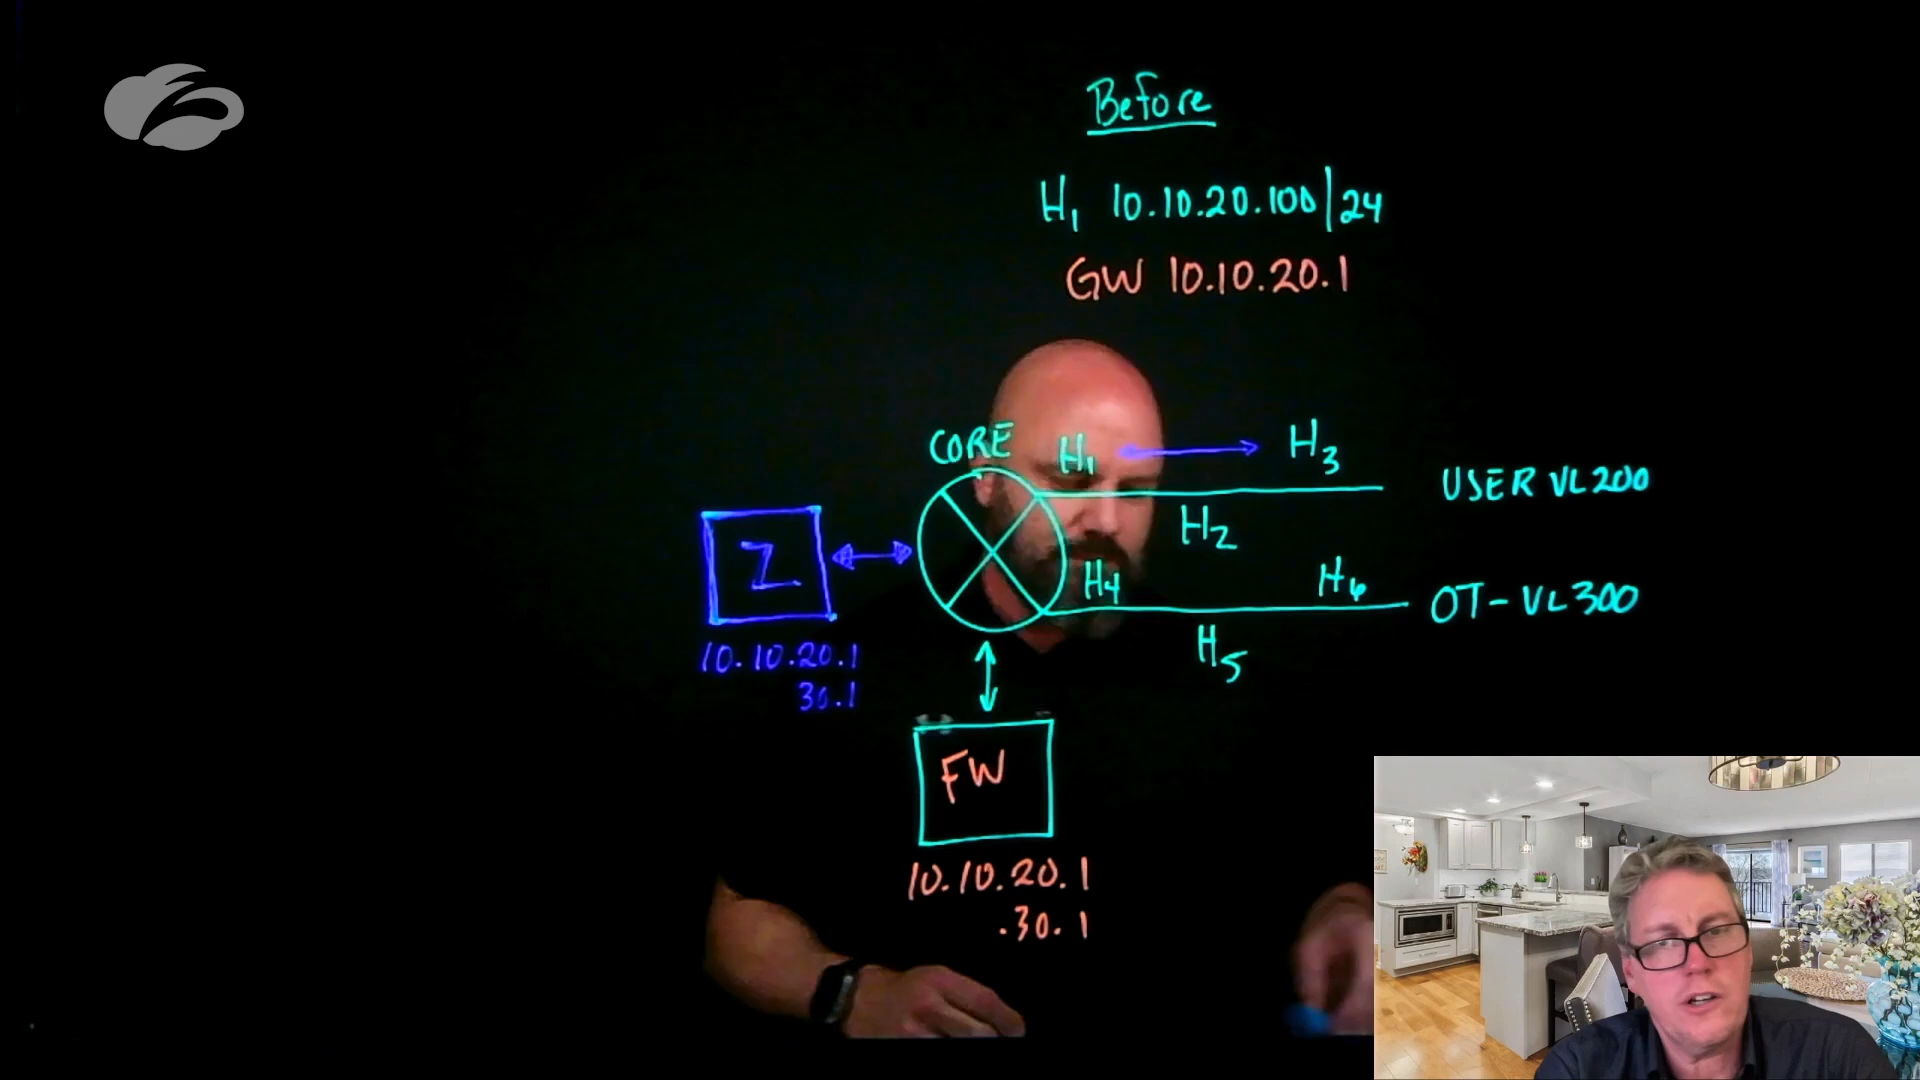 Before
H1 10.10.20.100/24
GW 10.10.20.1
CORE
H1
H3
USER VL200
H2
Z
H4
H6
OT-VL300
10.10.20.1
30.1
H5
FW
10.10.20.1
.30.1